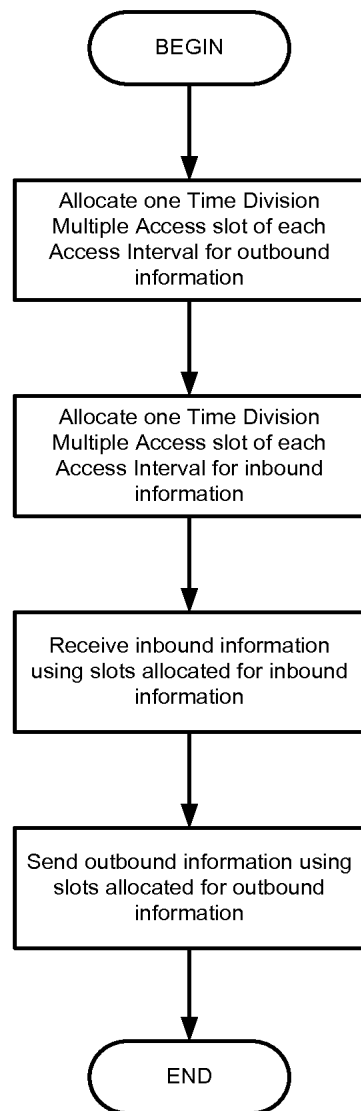 BEGIN
Allocate one Time Division
Multiple Access slot of each
Access Interval for outbound
information
Allocate one Time Division
Multiple Access slot of each
Access Interval for inbound
information
Receive inbound information
using slots allocated for inbound
information
Send outbound information using
slots allocated for outbound
information
END